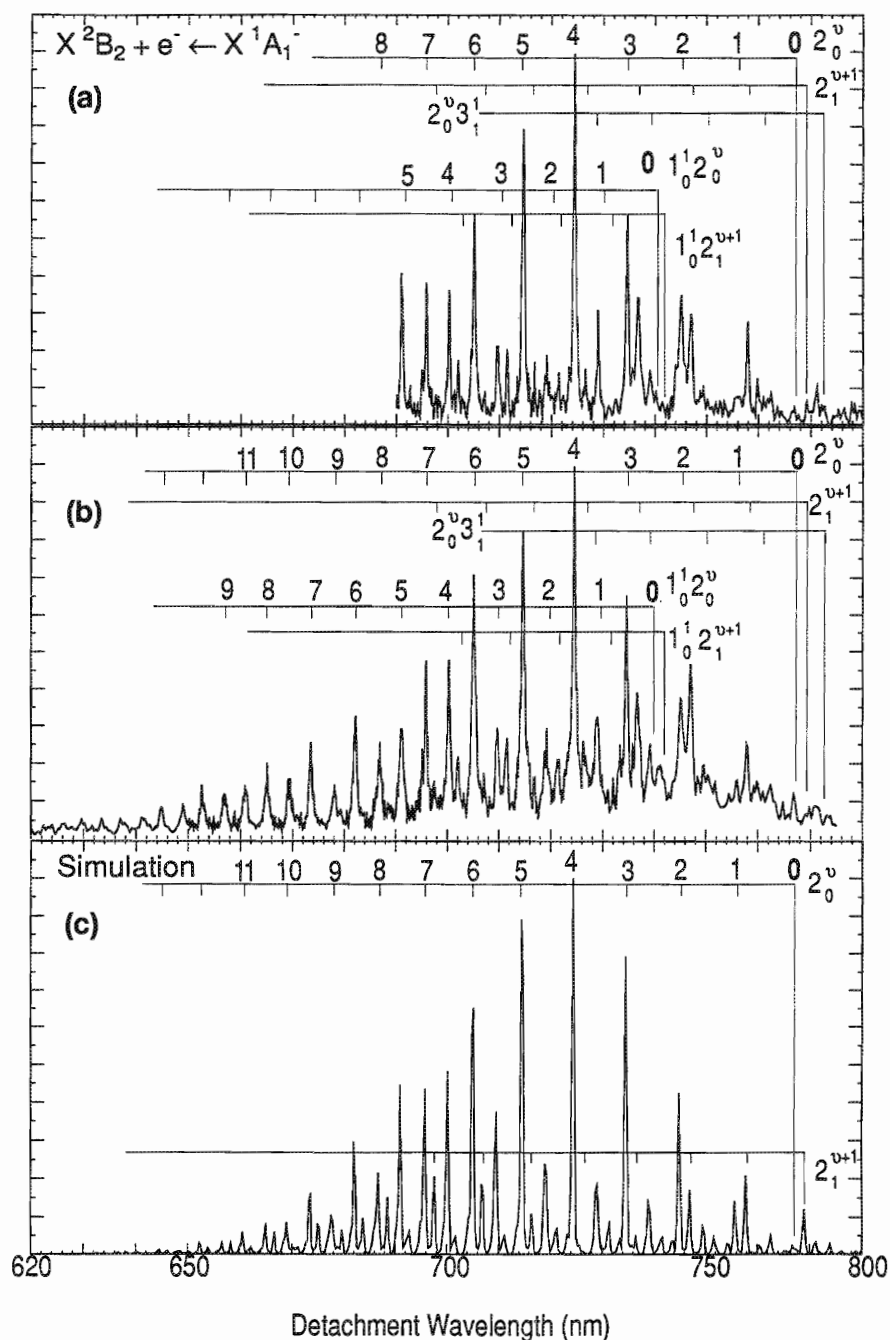 X ²B₂ + e⁻ ← X ¹A₁⁻
8 7 6 5 4 3 2 1 0 2₀^υ
(a)
2₁^υ+1
2₀^υ3₁^1
5 4 3 2 1 0 1₀^1 2₀^υ
1₀^1 2₁^υ+1
11 10 9 8 7 6 5 4 3 2 1 0 2₀^υ
(b)
2₁^υ+1
2₀^υ3₁^1
9 8 7 6 5 4 3 2 1 0 1₀^1 2₀^υ
1₀^1 2₁^υ+1
Simulation
11 10 9 8 7 6 5 4 3 2 1 0 2₀^υ
(c)
2₁^υ+1
620 650 700 750 800
Detachment Wavelength (nm)